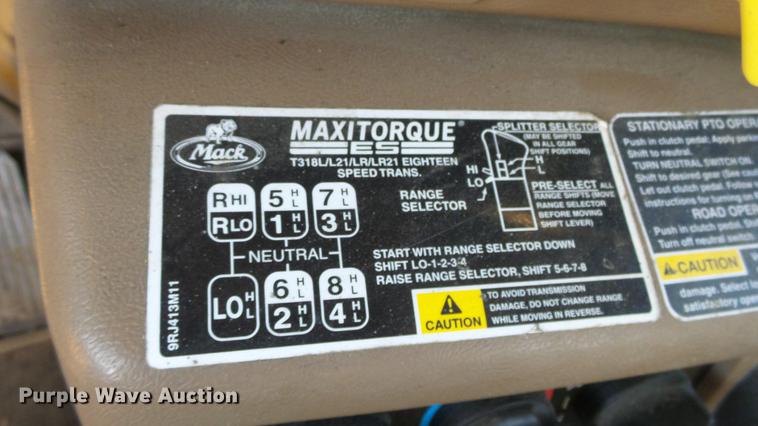 Mack
MAXITORQUE
ES
T318L/L21/LR/LR21 EIGHTEEN
SPEED TRANS.
SPLITTER SELECTOR
(MAY BE SHIFTED
IN ALL GEAR
SHIFT POSITIONS)
HI
LO
H
L
RANGE
SELECTOR
PRE-SELECT ALL
RANGE SHIFTS (MOVE
RANGE SELECTOR
BEFORE MOVING
SHIFT LEVER)
R HI
R LO
5 H L
1 H L
7 H L
3 H L
NEUTRAL
LO H L
6 H L
2 H L
8 H L
4 H L
START WITH RANGE SELECTOR DOWN
SHIFT LO-1-2-3-4
RAISE RANGE SELECTOR, SHIFT 5-6-7-8
CAUTION
TO AVOID TRANSMISSION
DAMAGE, DO NOT CHANGE RANGE
WHILE MOVING IN REVERSE.
9RJ413M11
STATIONARY PTO OPERA
Push in clutch pedal. Apply parkin
Shift to neutral.
TURN NEUTRAL SWITCH ON.
Shift to desired gear (See cau
Let out clutch pedal. Follow
instructions for turning on
ROAD OPER
Push in clutch pedal. Sh
Turn off neutral
CAUTION
damage. Select
satisfactory oper
Purple Wave Auction